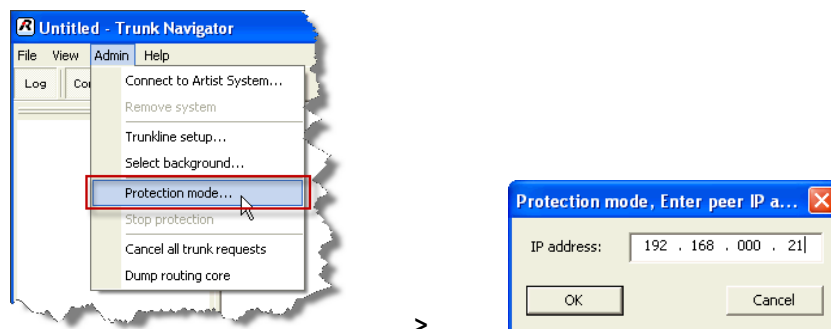 R Untitled - Trunk Navigator
File View Admin Help
Log
Connect to Artist System...
Remove system
Trunkline setup...
Select background...
Protection mode...
Stop protection
Cancel all trunk requests
Dump routing core
>
Protection mode, Enter peer IP a...
IP address: 192 . 168 . 000 . 21
OK Cancel